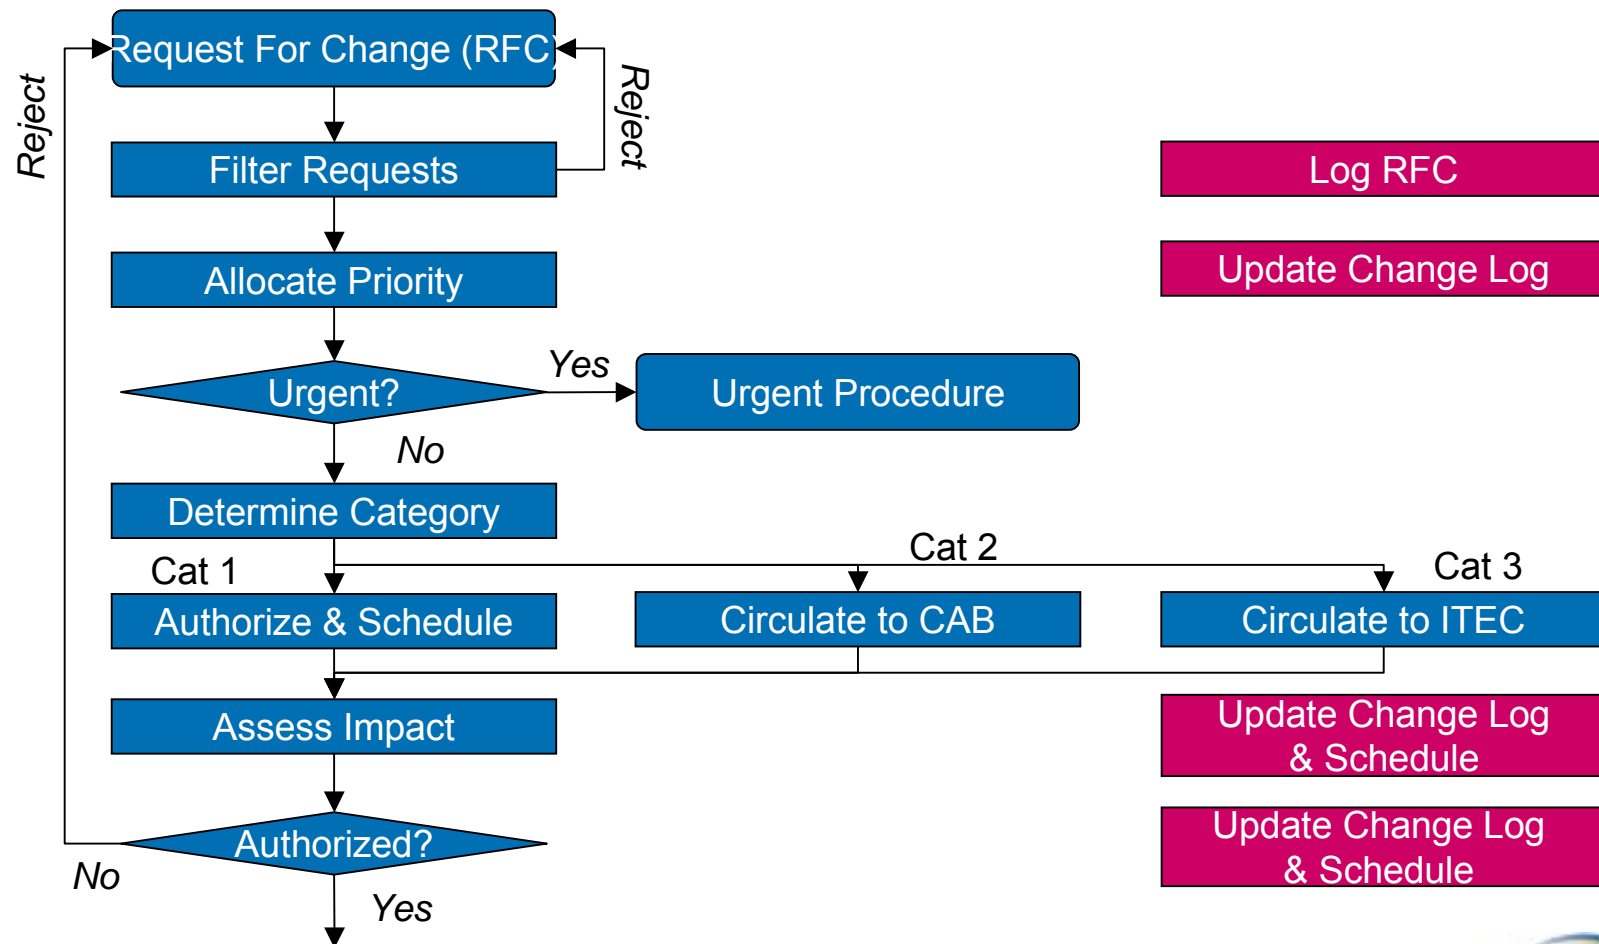 Request For Change (RFC)
Reject
Reject
Filter Requests
Log RFC
Allocate Priority
Update Change Log
Urgent?
Yes
Urgent Procedure
No
Determine Category
Cat 1
Cat 2
Cat 3
Authorize & Schedule
Circulate to CAB
Circulate to ITEC
Assess Impact
Update Change Log
& Schedule
Authorized?
Update Change Log
& Schedule
No
Yes